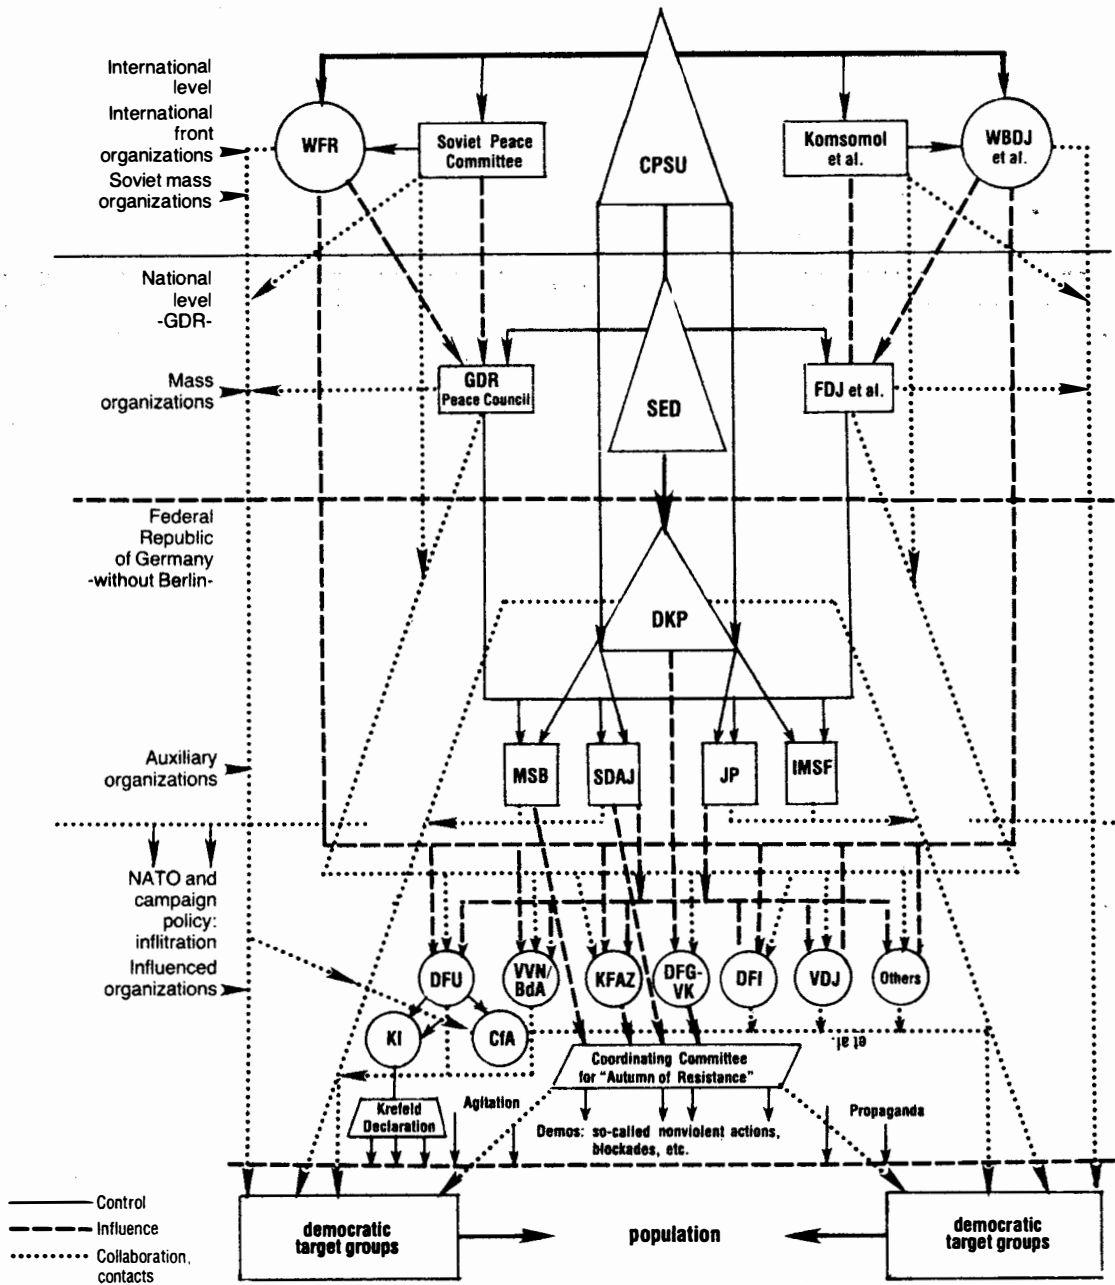 International
level
International
front
organizations
Soviet mass
organizations
WFR
Soviet Peace
Committee
CPSU
Komsomol
et al.
WBDJ
et al.
National
level
-GDR-
Mass
organizations
GDR
Peace Council
SED
FDJ et al.
Federal
Republic
of Germany
-without Berlin-
DKP
Auxiliary
organizations
MSB
SDAJ
JP
IMSF
NATO and
campaign
policy:
inflitration
Influenced
organizations
DFU
VVN/
BdA
KFAZ
DFG-
VK
DFI
VDJ
Others
KI
CfA
et al.
Coordinating Committee
for "Autumn of Resistance"
Krefeld
Declaration
Agitation
Demos: so-called nonviolent actions,
blockades, etc.
Propaganda
democratic
target groups
population
democratic
target groups
Control
Influence
Collaboration,
contacts